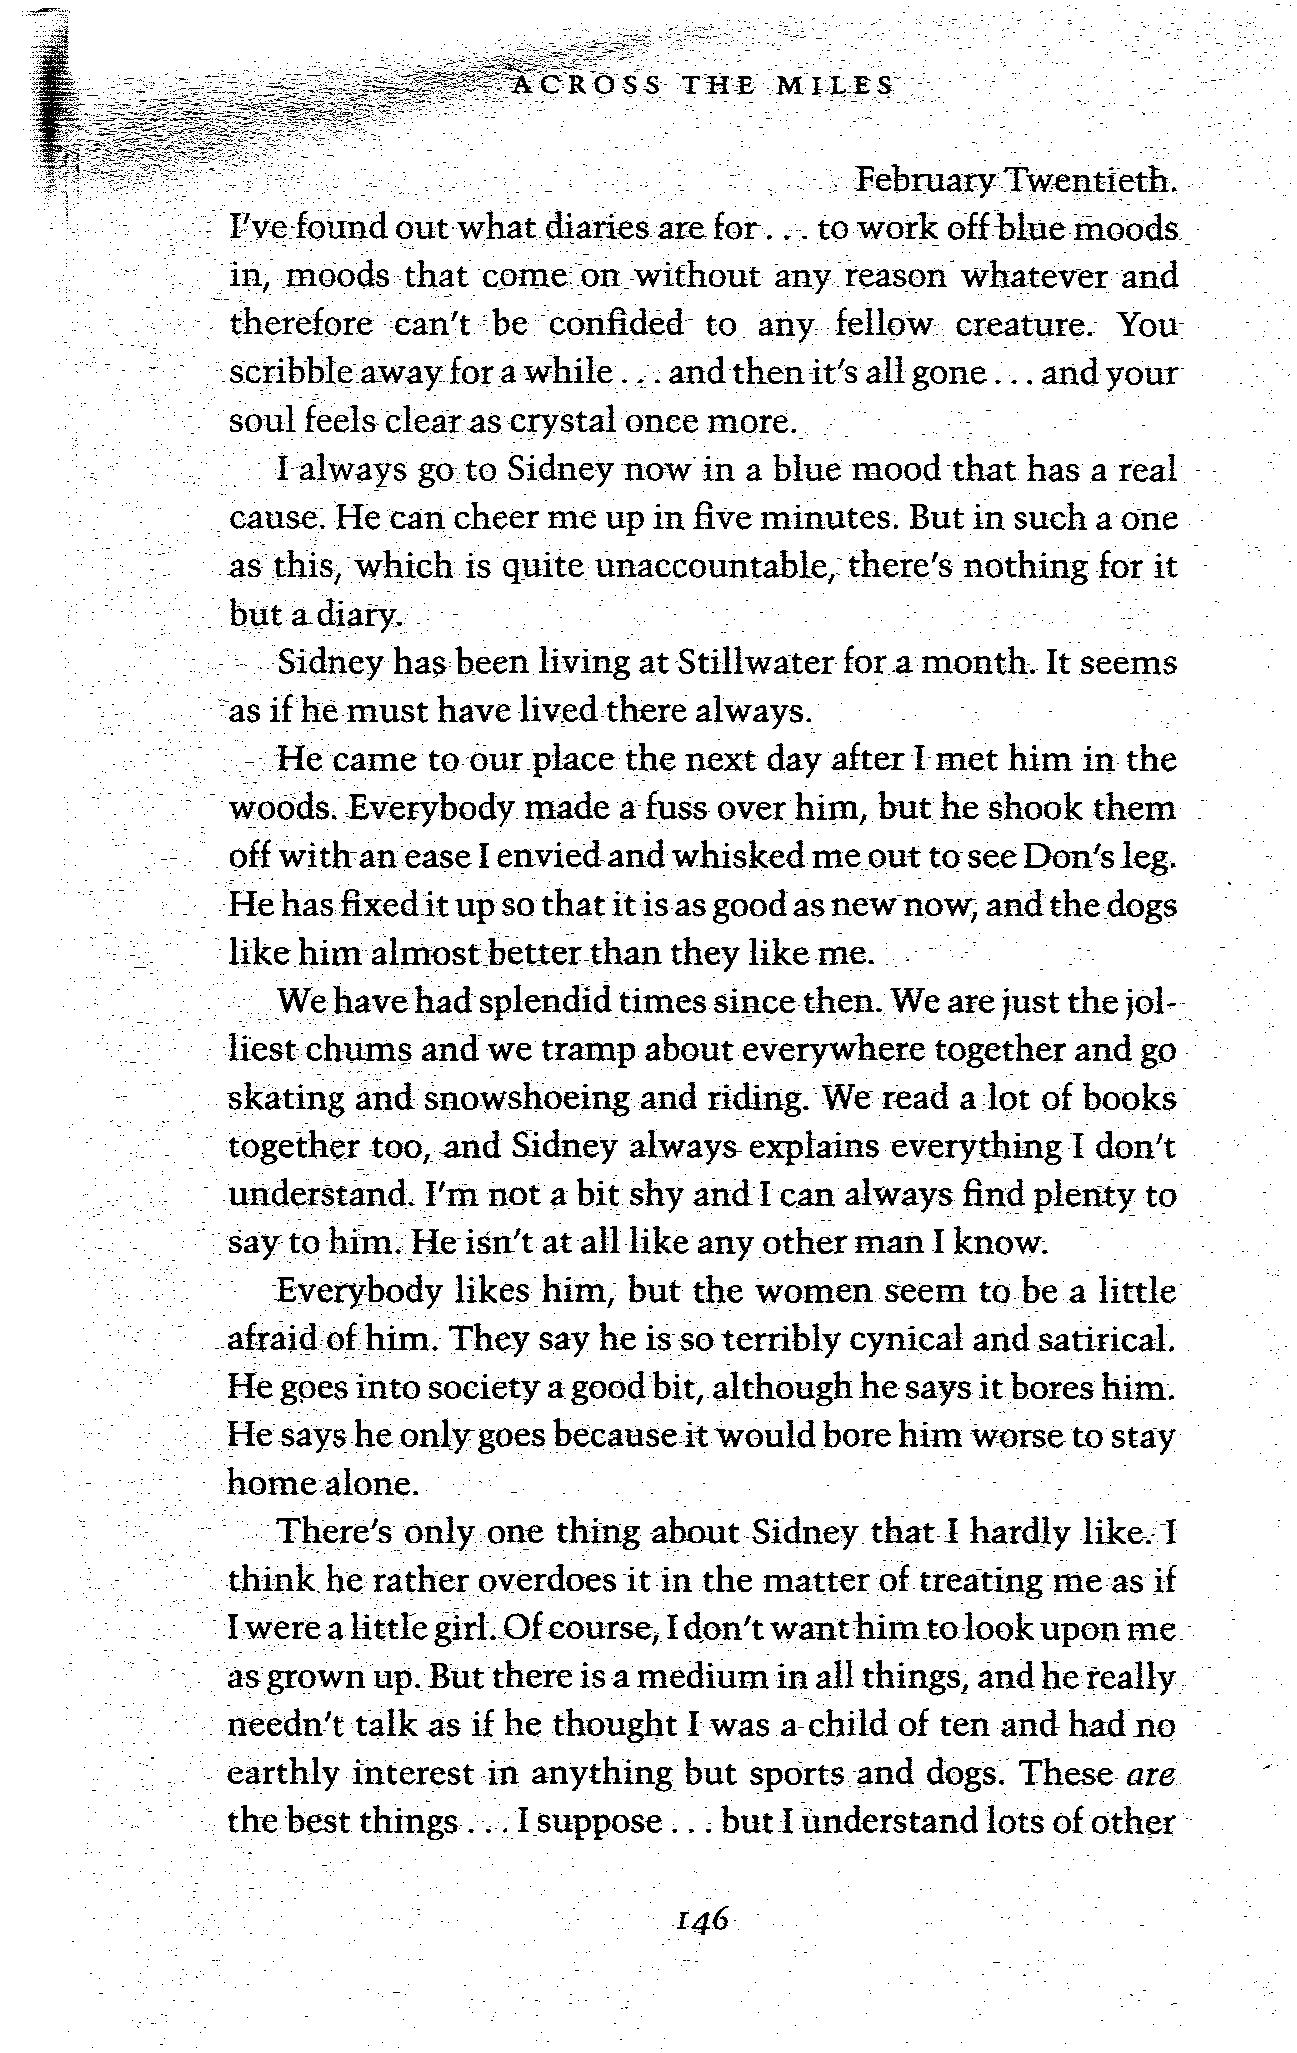 ACROSS THE MILES
February Twentieth.
I've found out what diaries are for . . . to work off blue moods
in, moods that come on without any reason whatever and
therefore can't be confided to any fellow creature. You
scribble away for a while . . . and then it's all gone . . . and your
soul feels clear as crystal once more.
I always go to Sidney now in a blue mood that has a real
cause. He can cheer me up in five minutes. But in such a one
as this, which is quite unaccountable, there's nothing for it
but a diary.
Sidney has been living at Stillwater for a month. It seems
as if he must have lived there always.
He came to our place the next day after I met him in the
woods. Everybody made a fuss over him, but he shook them
off with an ease I envied and whisked me out to see Don's leg.
He has fixed it up so that it is as good as new now, and the dogs
like him almost better than they like me.
We have had splendid times since then. We are just the jol-
liest chums and we tramp about everywhere together and go
skating and snowshoeing and riding. We read a lot of books
together too, and Sidney always explains everything I don't
understand. I'm not a bit shy and I can always find plenty to
say to him. He isn't at all like any other man I know.
Everybody likes him, but the women seem to be a little
afraid of him. They say he is so terribly cynical and satirical.
He goes into society a good bit, although he says it bores him.
He says he only goes because it would bore him worse to stay
home alone.
There's only one thing about Sidney that I hardly like. I
think he rather overdoes it in the matter of treating me as if
I were a little girl. Of course, I don't want him to look upon me
as grown up. But there is a medium in all things, and he really
needn't talk as if he thought I was a child of ten and had no
earthly interest in anything but sports and dogs. These are
the best things . . . I suppose . . . but I understand lots of other
146